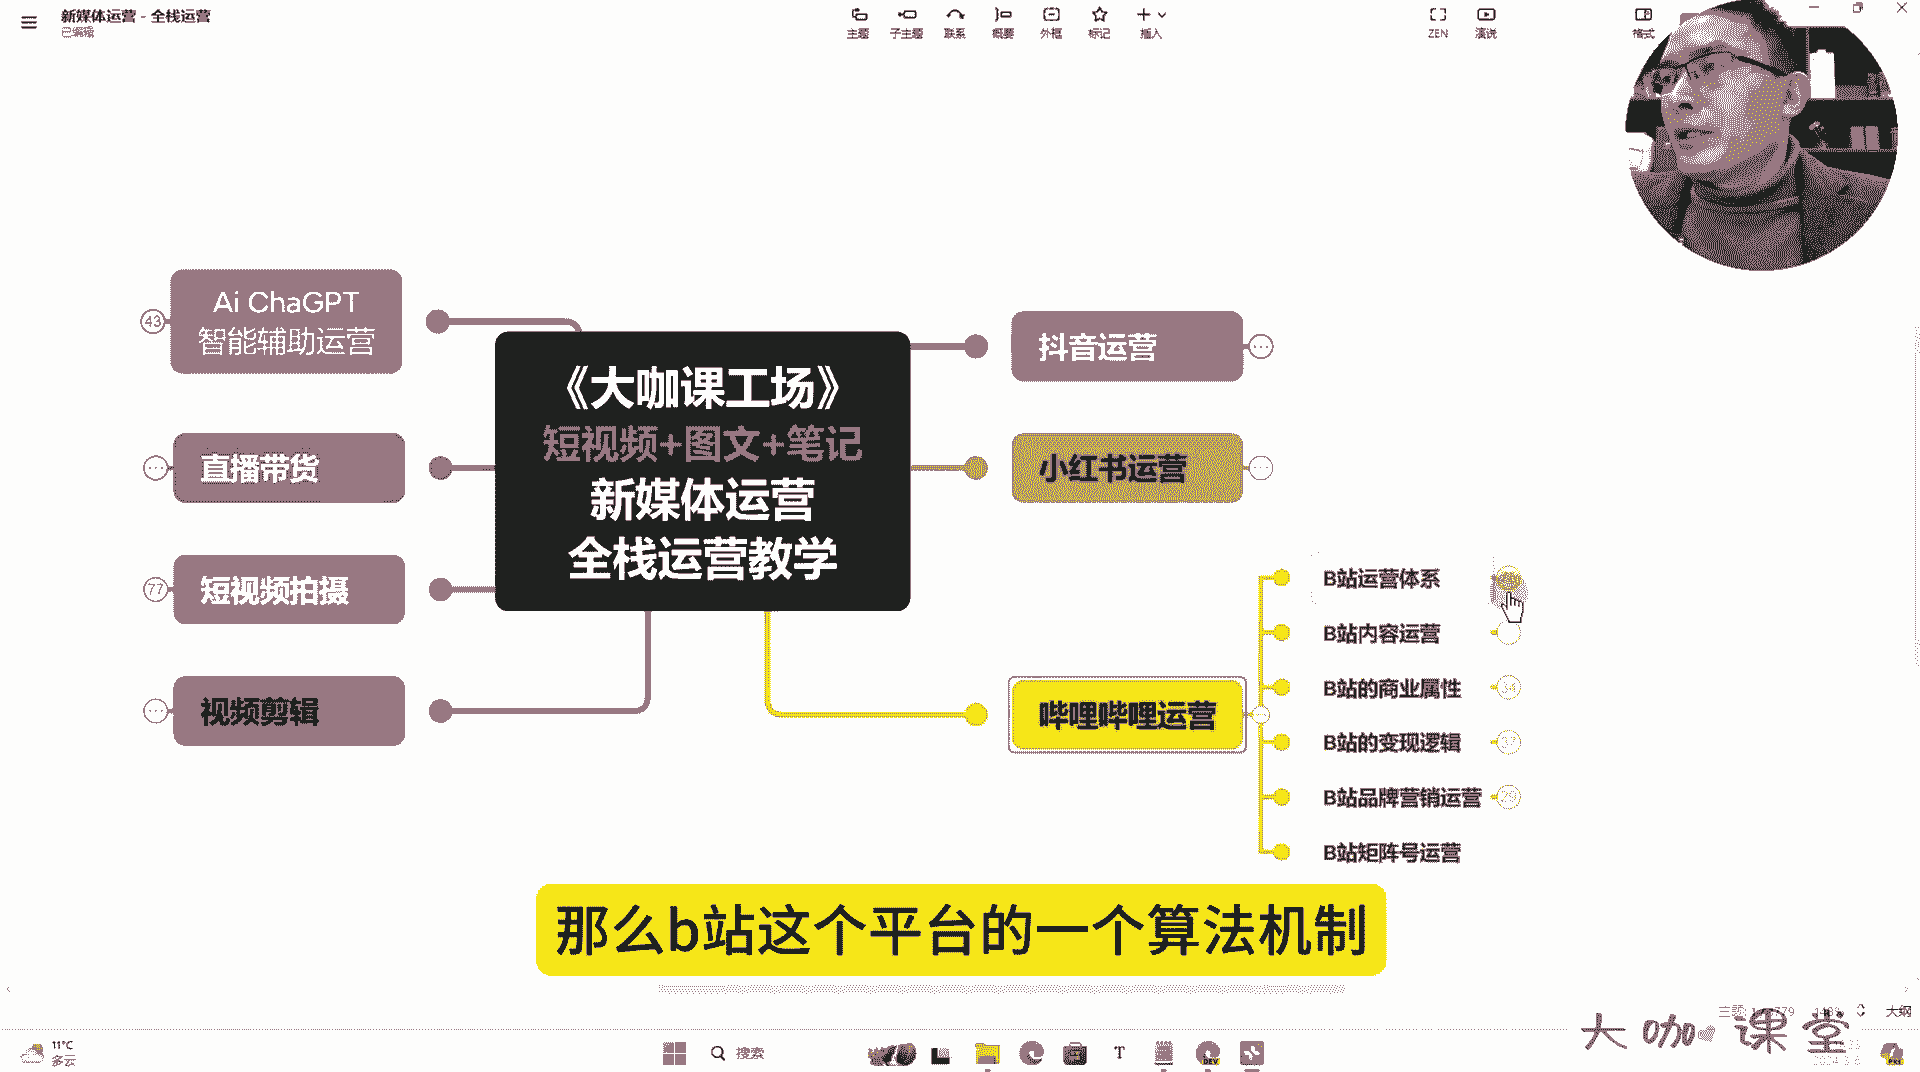 新媒体运营 - 全栈运营
已编辑
主题
子主题
联系
概要
外框
标记
插入
ZEN
演说
格式
43
Ai ChaGPT
智能辅助运营
直播带货
77
短视频拍摄
视频剪辑
《大咖课工场》
短视频+图文+笔记
新媒体运营
全栈运营教学
抖音运营
小红书运营
哔哩哔哩运营
B站运营体系
B站内容运营
B站的商业属性
34
B站的变现逻辑
37
B站品牌营销运营
29
B站矩阵号运营
那么b站这个平台的一个算法机制
大纲
大咖课堂
11°C
多云
搜索